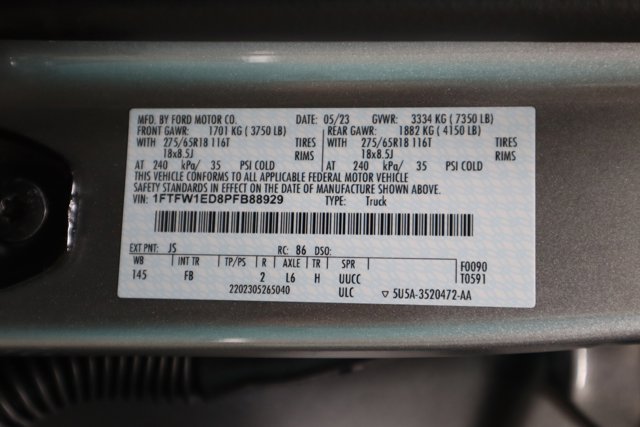 MFD. BY FORD MOTOR CO. 05/23 GVWR: 3334 KG ( 7350 LB)
FRONT GAWR: 1701 KG ( 3750 LB) REAR GAWR: 1882 KG ( 4150 LB)
WITH 275/65R18 116T TIRES WITH 275/65R18 116T TIRES
18x8.5J RIMS 18x8.5J RIMS
AT 240 kPa/ 35 PSI COLD AT 240 kPa/ 35 PSI COLD
THIS VEHICLE CONFORMS TO ALL APPLICABLE FEDERAL MOTOR VEHICLE
SAFETY STANDARDS IN EFFECT ON THE DATE OF MANUFACTURE SHOWN ABOVE.
VIN: 1FTFW1ED8PFB88929 TYPE: Truck
EXT PNT: JS RC: 86 DSO:
WB INT TR TP/PS R AXLE TR SPR F0090
145 FB 2 L6 H UUCC T0591
2202305265040 ULC ▽ 5U5A-3520472-AA